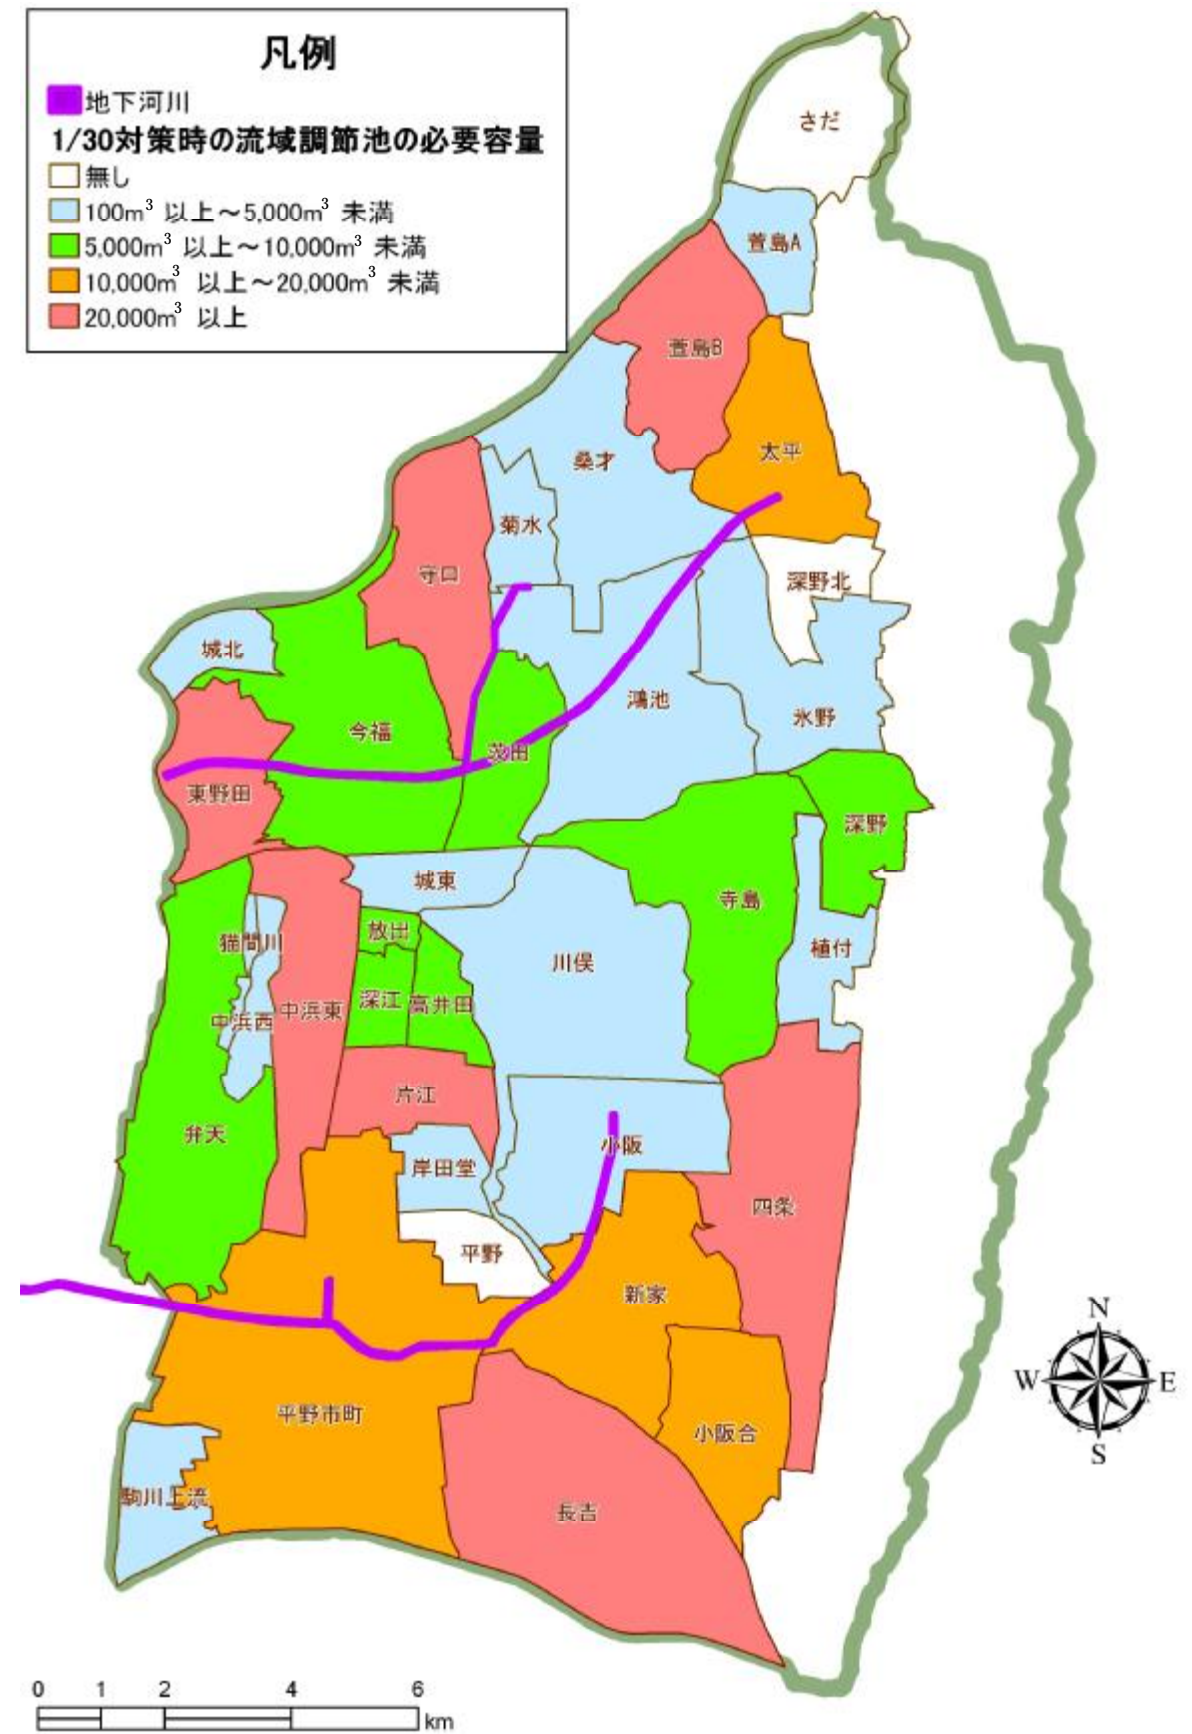 凡例
地下河川
1/30対策時の流域調節池の必要容量
無し
100m³ 以上～5,000m³ 未満
5,000m³ 以上～10,000m³ 未満
10,000m³ 以上～20,000m³ 未満
20,000m³ 以上
さだ
萱島A
萱島B
太平
桑才
菊水
守口
深野北
城北
鴻池
氷野
今福
茨田
東野田
深野
城東
寺島
放出
猫間川
川俣
植付
深江
高井田
中浜東
中浜西
片江
弁天
小阪
岸田堂
四条
平野
新家
平野市町
小阪合
駒川上流
長吉
N
W
E
S
0 1 2 4 6
km